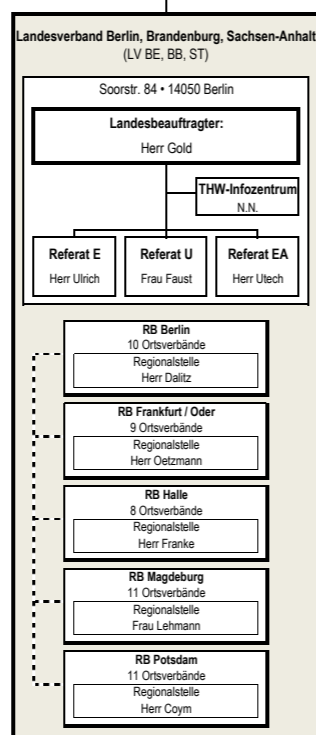 Landesverband Berlin, Brandenburg, Sachsen-Anhalt
(LV BE, BB, ST)
Soorstr. 84 • 14050 Berlin
Landesbeauftragter:
Herr Gold
THW-Infozentrum
N.N.
Referat E
Herr Ulrich
Referat U
Frau Faust
Referat EA
Herr Utech
RB Berlin
10 Ortsverbände
Regionalstelle
Herr Dalitz
RB Frankfurt / Oder
9 Ortsverbände
Regionalstelle
Herr Oetzmann
RB Halle
8 Ortsverbände
Regionalstelle
Herr Franke
RB Magdeburg
11 Ortsverbände
Regionalstelle
Frau Lehmann
RB Potsdam
11 Ortsverbände
Regionalstelle
Herr Coym